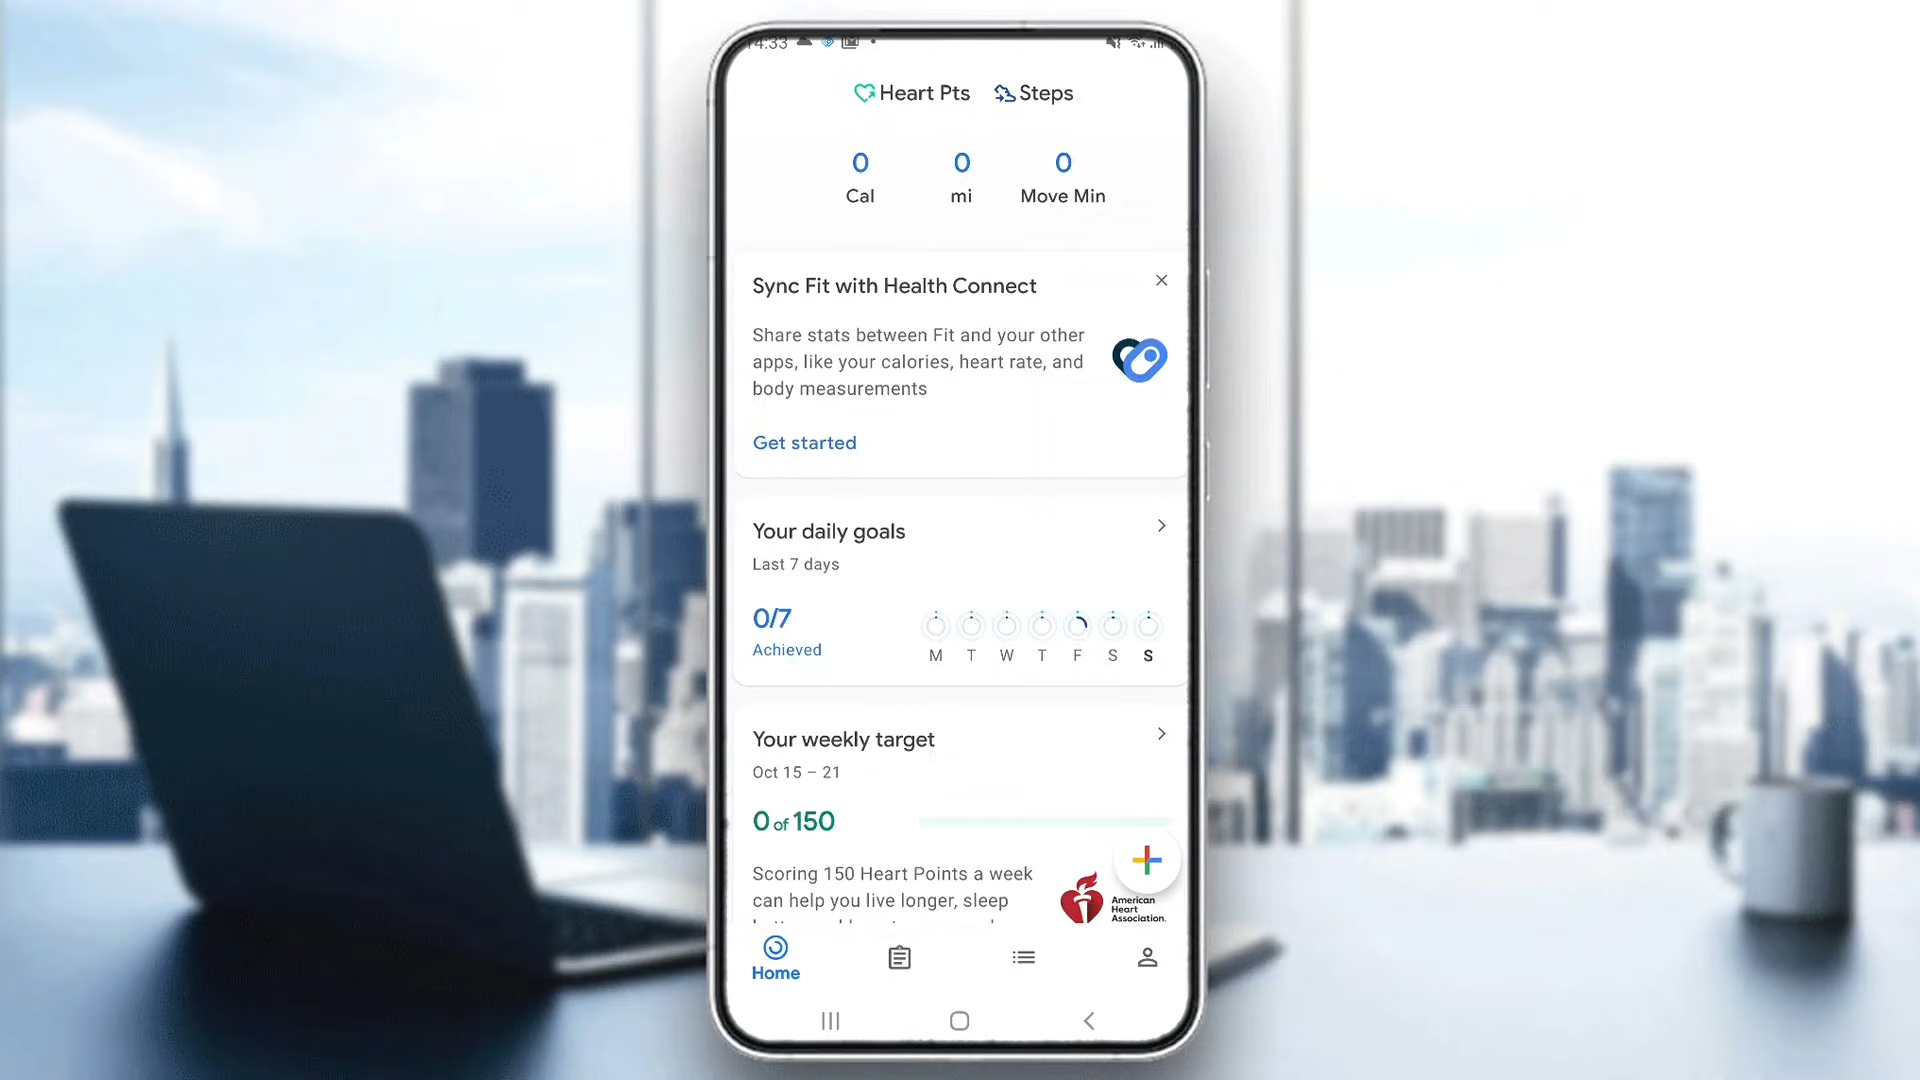 14:33
Heart Pts Steps
0 0 0
Cal mi Move Min
Sync Fit with Health Connect
Share stats between Fit and your other
apps, like your calories, heart rate, and
body measurements
Get started
Your daily goals
Last 7 days
0/7
Achieved
M T W T F S S
Your weekly target
Oct 15 – 21
0 of 150
Scoring 150 Heart Points a week
can help you live longer, sleep
American
Heart
Association.
Home